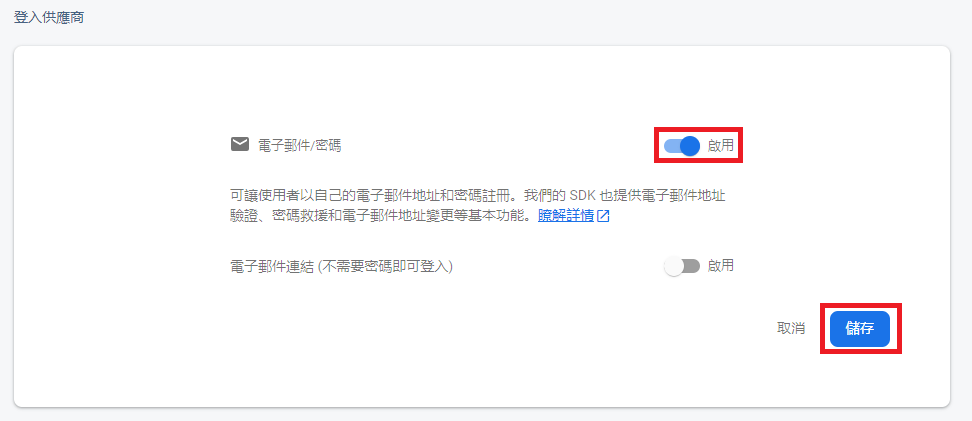 登入供應商
電子郵件/密碼
啟用
可讓使用者以自己的電子郵件地址和密碼註冊。我們的 SDK 也提供電子郵件地址
驗證、密碼救援和電子郵件地址變更等基本功能。瞭解詳情
電子郵件連結 (不需要密碼即可登入)
啟用
取消
儲存